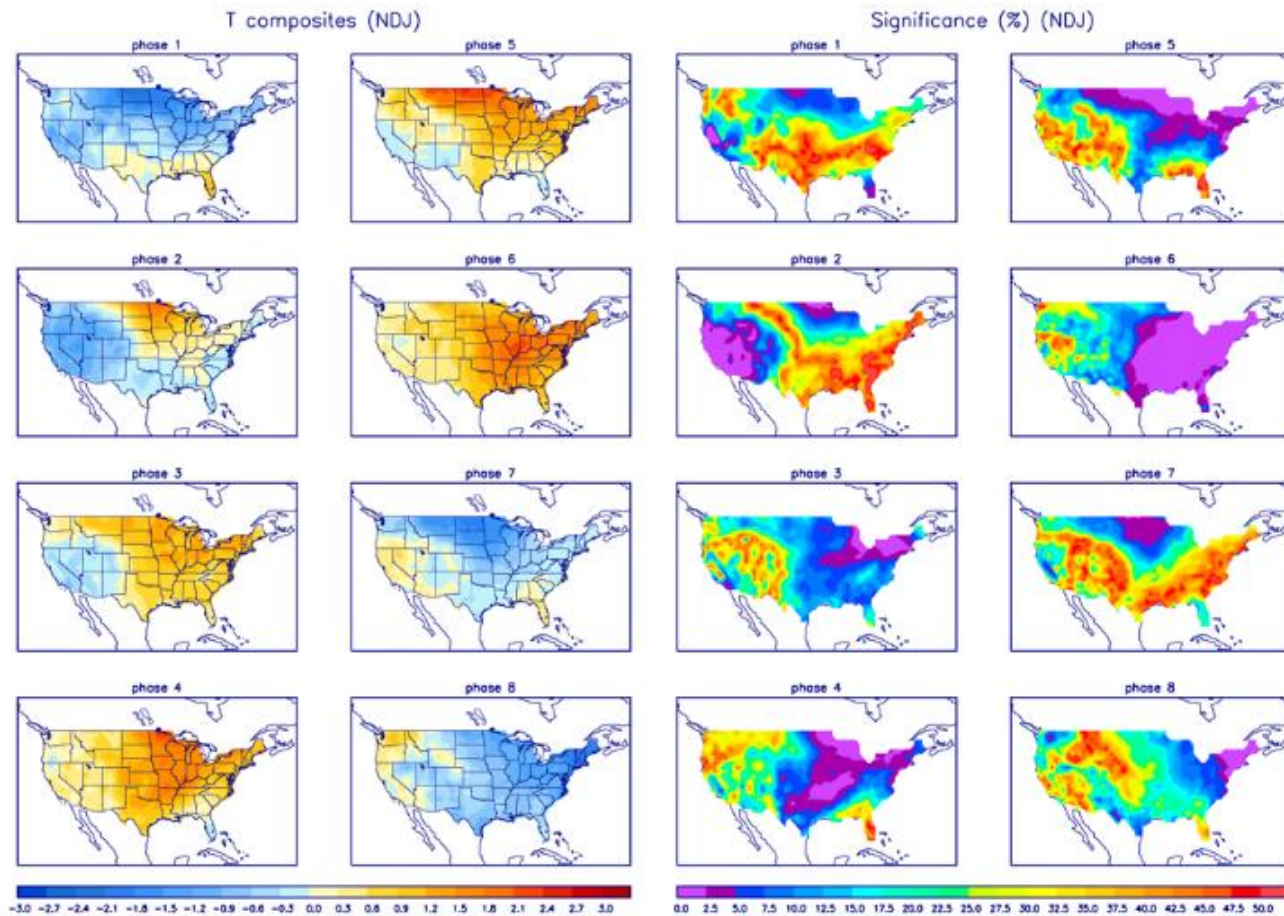 T composites (NDJ)
Significance (%) (NDJ)
phase 1
phase 5
phase 1
phase 5
phase 2
phase 6
phase 2
phase 6
phase 3
phase 7
phase 3
phase 7
phase 4
phase 8
phase 4
phase 8
-3.0 -2.7 -2.4 -2.1 -1.8 -1.5 -1.2 -0.9 -0.6 -0.3 0.0 0.3 0.6 0.9 1.2 1.5 1.8 2.1 2.4 2.7 3.0
0.0 2.5 5.0 7.5 10.0 12.5 15.0 17.5 20.0 22.5 25.0 27.5 30.0 32.5 35.0 37.5 40.0 42.5 45.0 47.5 50.0